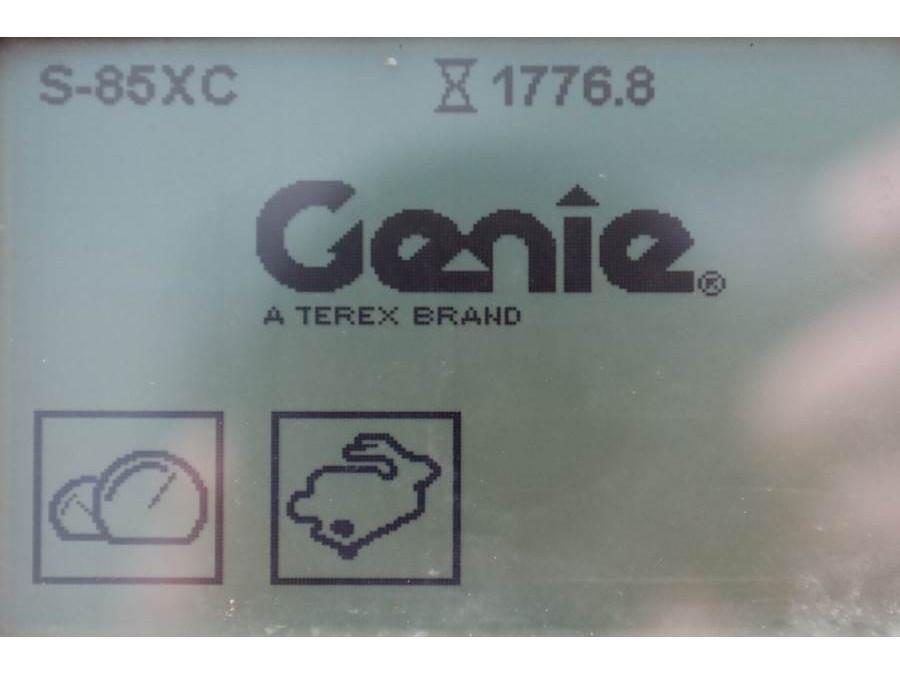 S-85XC 1776.8
Genie®
A TEREX BRAND